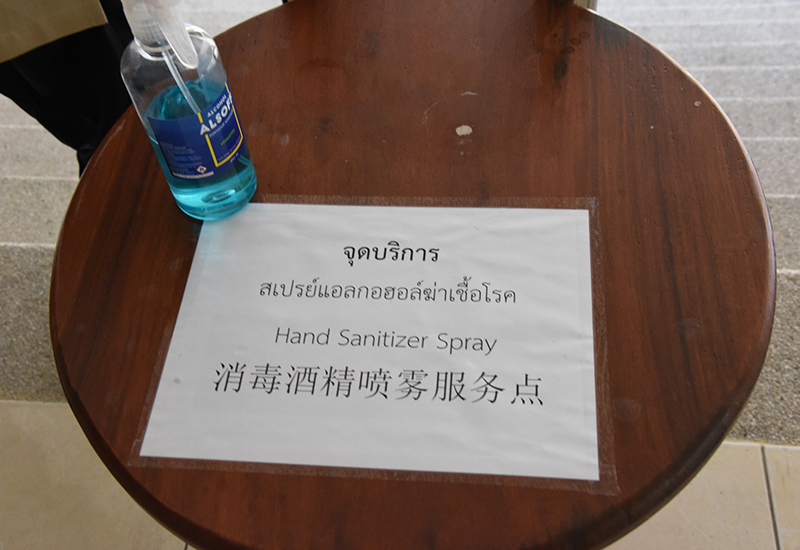 ALCOHOL
ALSOFF
จุดบริการ
สเปรย์แอลกอฮอล์ฆ่าเชื้อโรค
Hand Sanitizer Spray
消毒酒精喷雾服务点